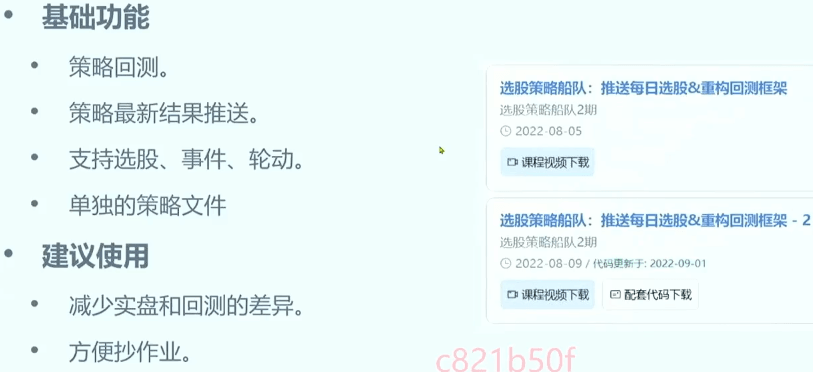 基础功能
策略回测。
策略最新结果推送。
支持选股、事件、轮动。
单独的策略文件
建议使用
减少实盘和回测的差异。
方便抄作业。
选股策略船队：推送每日选股&重构回测框架
选股策略船队2期
2022-08-05
课程视频下载
选股策略船队：推送每日选股&重构回测框架 - 2
选股策略船队2期
2022-08-09 / 代码更新于: 2022-09-01
课程视频下载 配套代码下载
c821b50f